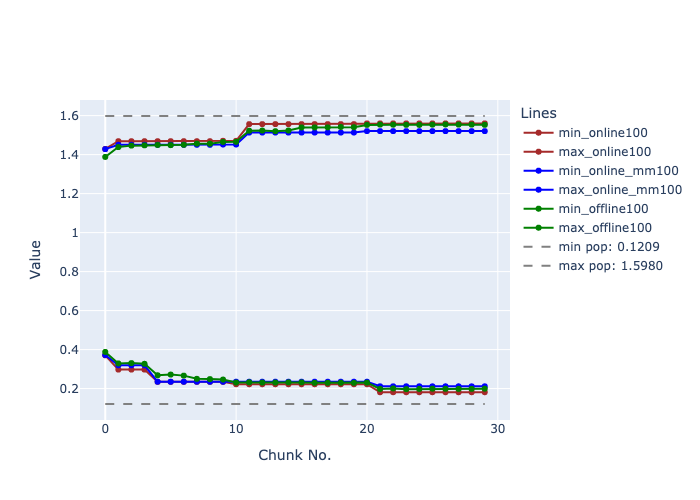 1.6
1.4
1.2
1
0.8
0.6
0.4
0.2
Value
0
10
20
30
Chunk No.
Lines
min_online100
max_online100
min_online_mm100
max_online_mm100
min_offline100
max_offline100
min pop: 0.1209
max pop: 1.5980